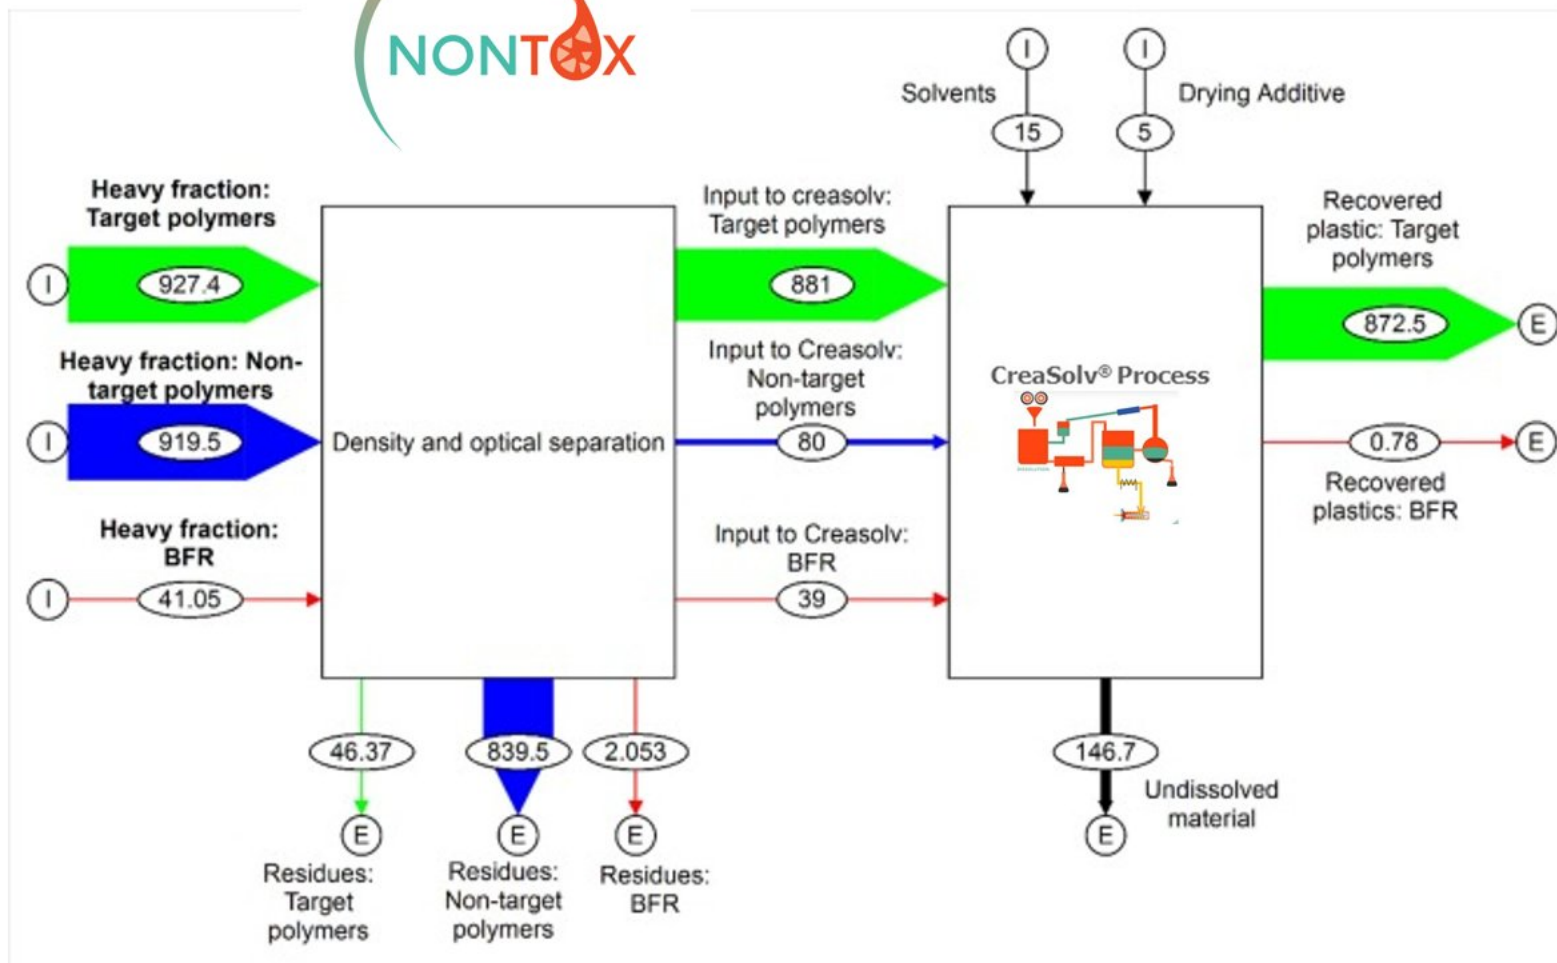 NONTOX
I
I
Solvents
Drying Additive
15
5
Heavy fraction:
Target polymers
I
927.4
Input to creasolv:
Target polymers
881
Recovered
plastic: Target
polymers
872.5
E
Heavy fraction: Non-
target polymers
I
919.5
Density and optical separation
Input to Creasolv:
Non-target
polymers
80
CreaSolv® Process
0.78
E
Recovered
plastics: BFR
Heavy fraction:
BFR
I
41.05
Input to Creasolv:
BFR
39
46.37
839.5
2.053
146.7
Undissolved
material
E
E
E
E
Residues:
Target
polymers
Residues:
Non-target
polymers
Residues:
BFR